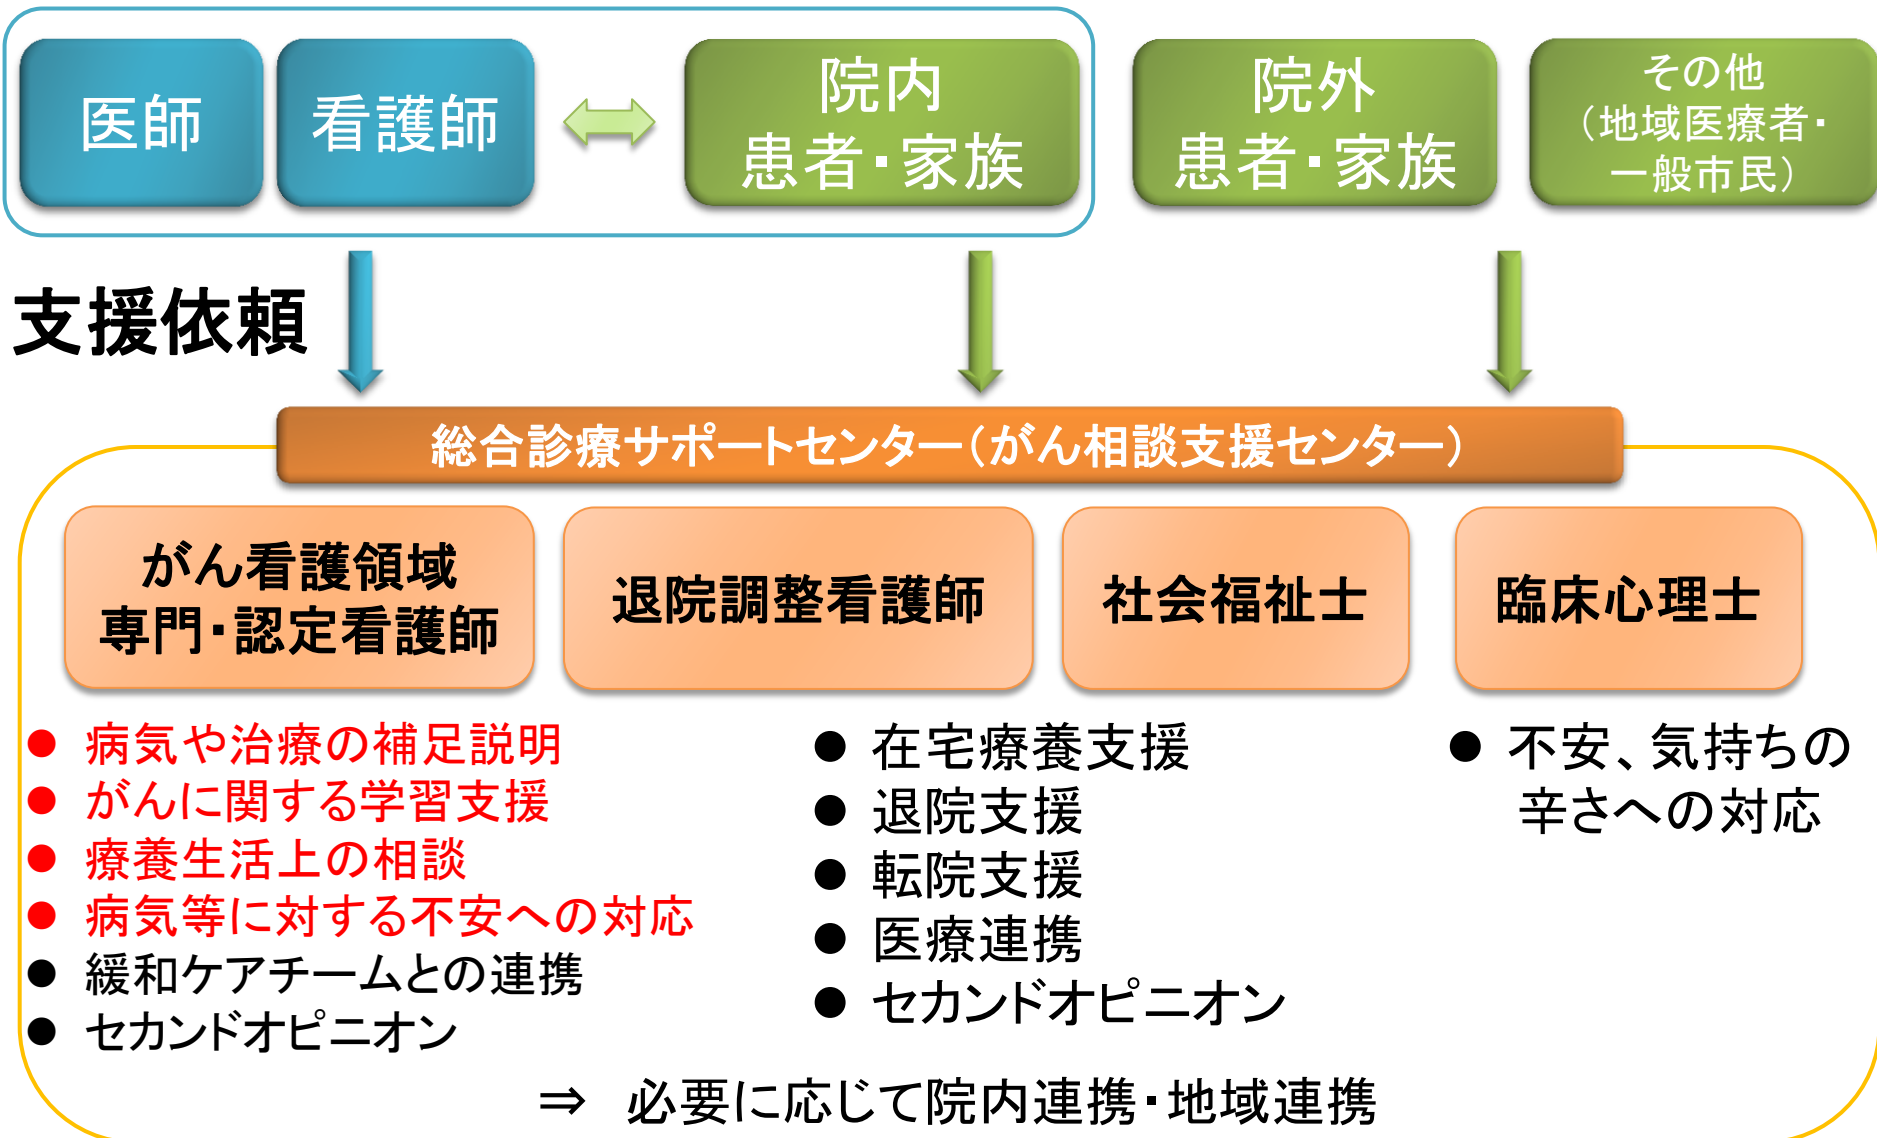 医師
看護師
院内
患者・家族
院外
患者・家族
その他
（地域医療者・
一般市民）
支援依頼
総合診療サポートセンター（がん相談支援センター）
がん看護領域
専門・認定看護師
退院調整看護師
社会福祉士
臨床心理士
● 病気や治療の補足説明
● がんに関する学習支援
● 療養生活上の相談
● 病気等に対する不安への対応
● 緩和ケアチームとの連携
● セカンドオピニオン
● 在宅療養支援
● 退院支援
● 転院支援
● 医療連携
● セカンドオピニオン
● 不安、気持ちの
辛さへの対応
⇒ 必要に応じて院内連携・地域連携